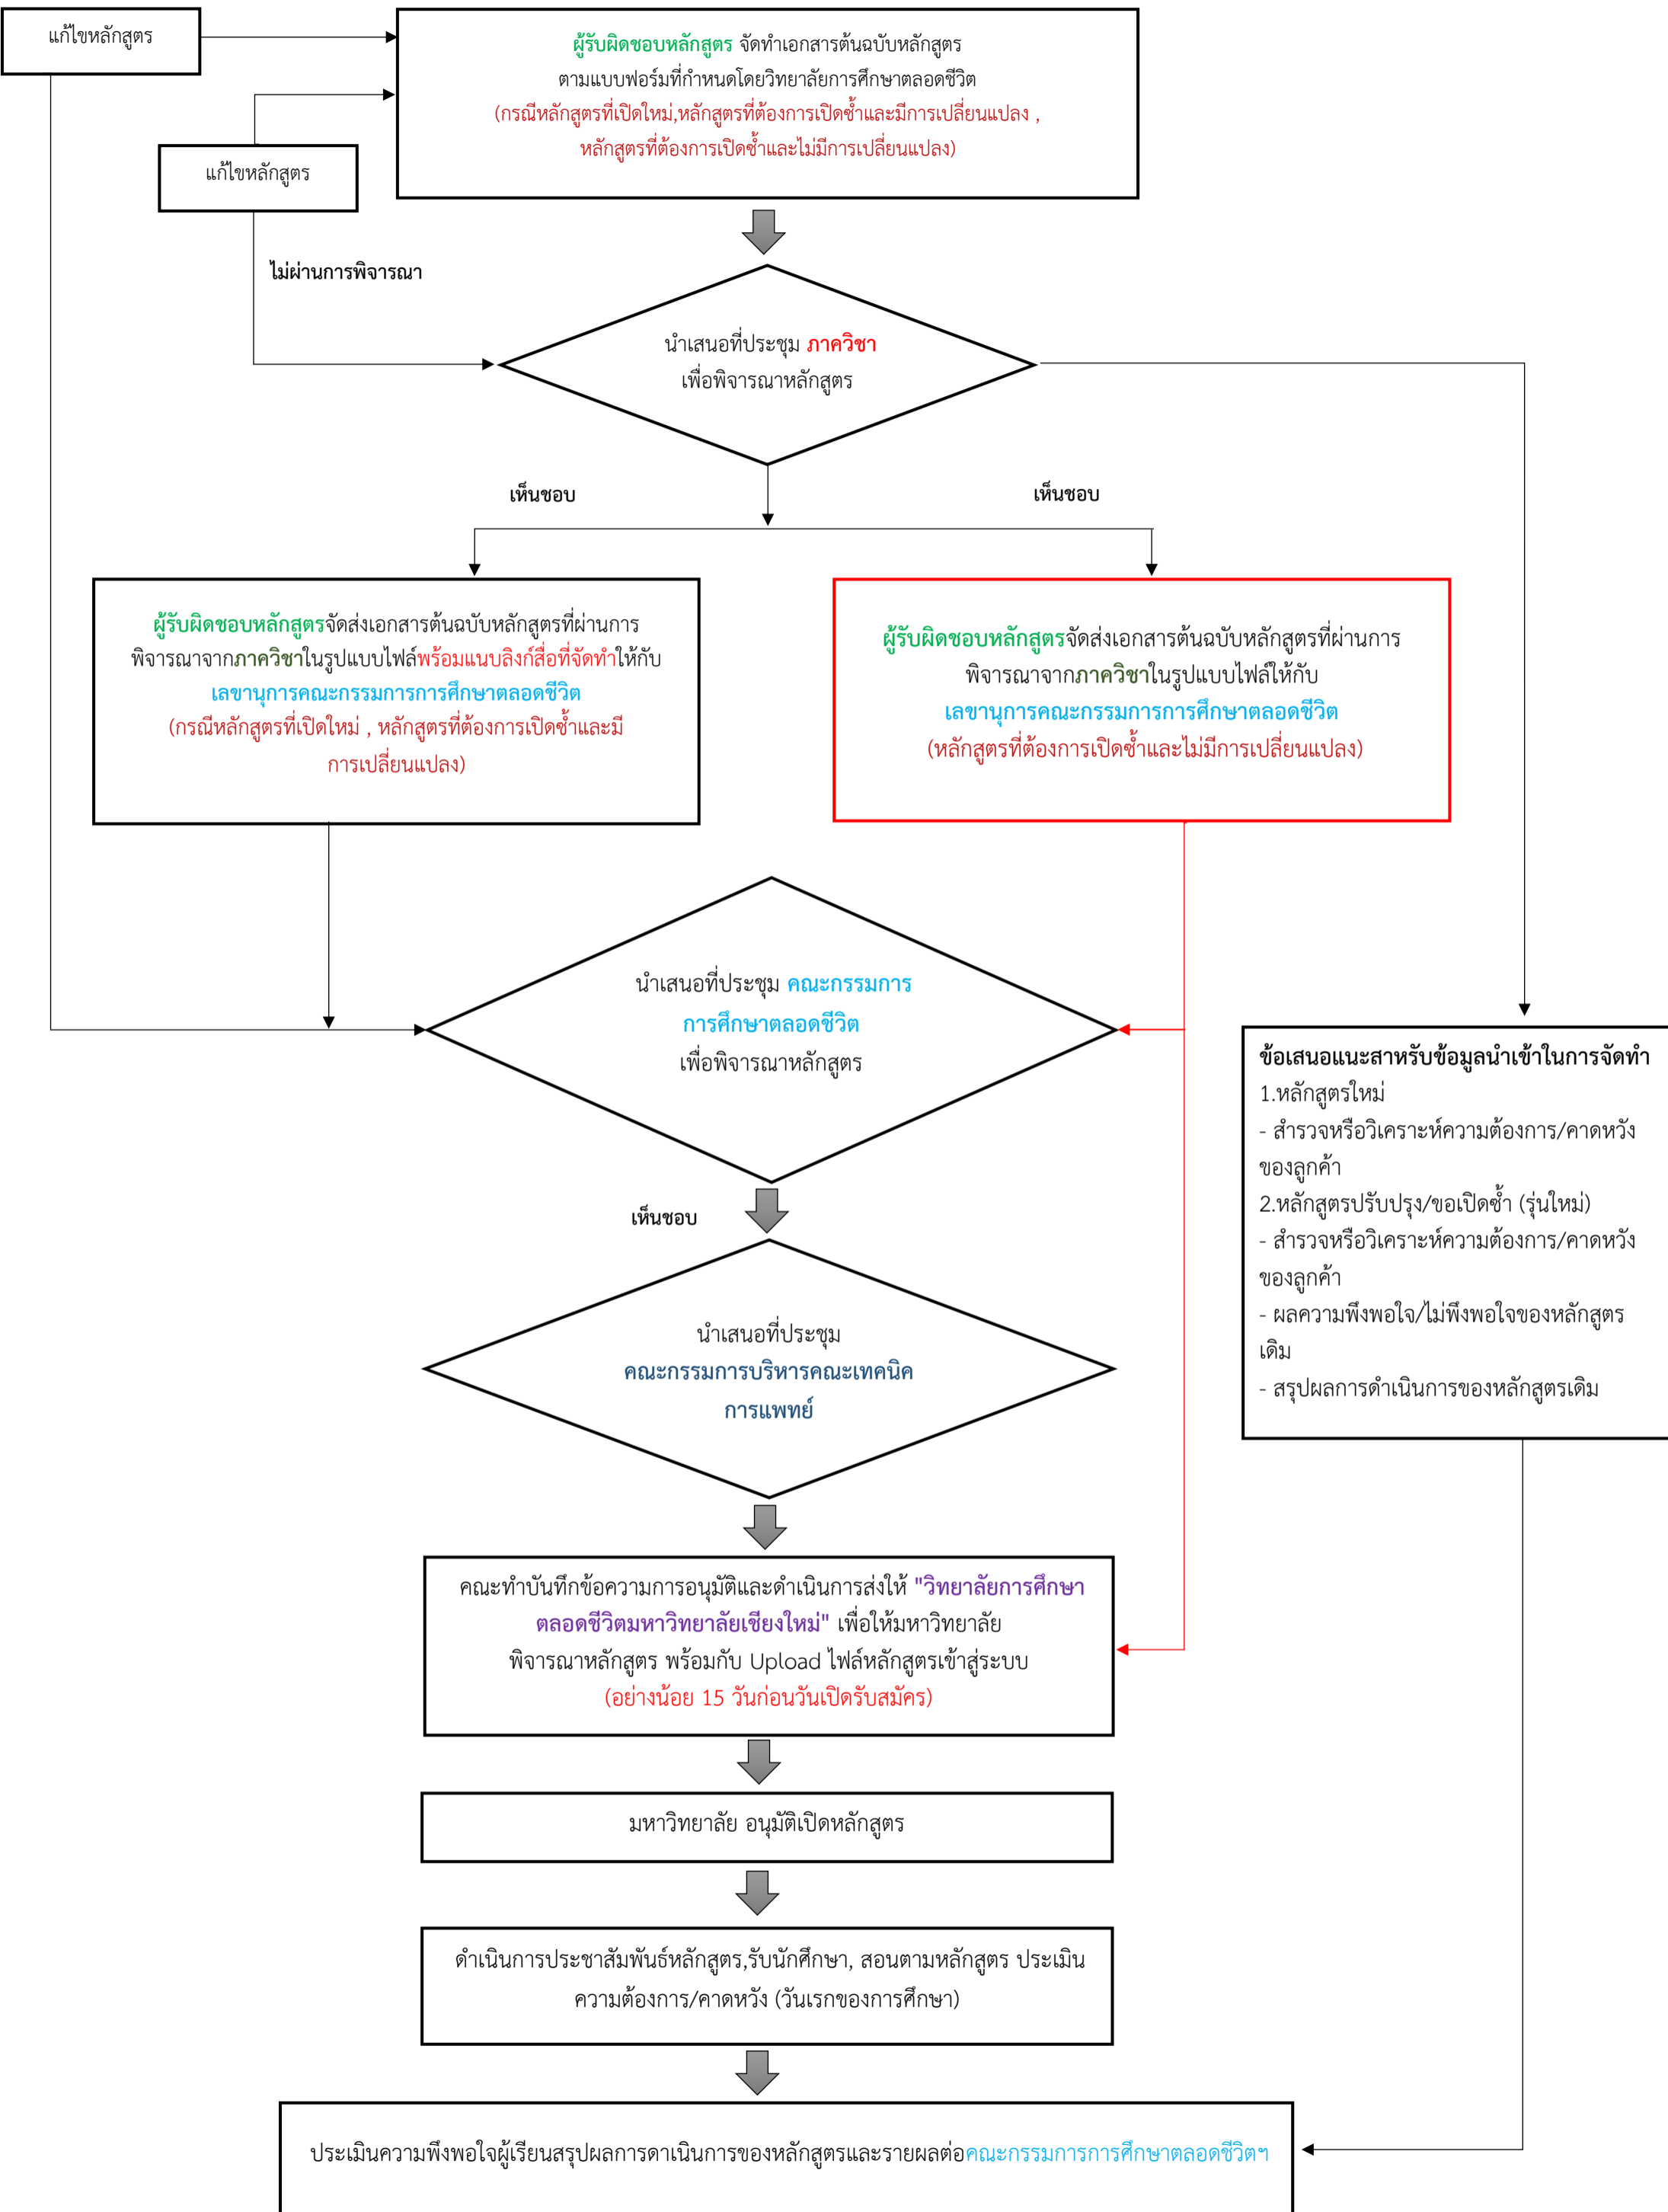 แก้ไขหลักสูตร
ผู้รับผิดชอบหลักสูตร จัดทำเอกสารต้นฉบับหลักสูตร
ตามแบบฟอร์มที่กำหนดโดยวิทยาลัยการศึกษาตลอดชีวิต
(กรณีหลักสูตรที่เปิดใหม่,หลักสูตรที่ต้องการเปิดซ้ำและมีการเปลี่ยนแปลง ,
หลักสูตรที่ต้องการเปิดซ้ำและไม่มีการเปลี่ยนแปลง)
แก้ไขหลักสูตร
ไม่ผ่านการพิจารณา
นำเสนอที่ประชุม ภาควิชา
เพื่อพิจารณาหลักสูตร
เห็นชอบ
เห็นชอบ
ผู้รับผิดชอบหลักสูตรจัดส่งเอกสารต้นฉบับหลักสูตรที่ผ่านการ
พิจารณาจากภาควิชาในรูปแบบไฟล์พร้อมแนบลิงก์สื่อที่จัดทำให้กับ
เลขานุการคณะกรรมการการศึกษาตลอดชีวิต
(กรณีหลักสูตรที่เปิดใหม่ , หลักสูตรที่ต้องการเปิดซ้ำและมี
การเปลี่ยนแปลง)
ผู้รับผิดชอบหลักสูตรจัดส่งเอกสารต้นฉบับหลักสูตรที่ผ่านการ
พิจารณาจากภาควิชาในรูปแบบไฟล์ให้กับ
เลขานุการคณะกรรมการการศึกษาตลอดชีวิต
(หลักสูตรที่ต้องการเปิดซ้ำและไม่มีการเปลี่ยนแปลง)
นำเสนอที่ประชุม คณะกรรมการ
การศึกษาตลอดชีวิต
เพื่อพิจารณาหลักสูตร
ข้อเสนอแนะสาหรับข้อมูลนำเข้าในการจัดทำ
1.หลักสูตรใหม่
- สำรวจหรือวิเคราะห์ความต้องการ/คาดหวัง
ของลูกค้า
2.หลักสูตรปรับปรุง/ขอเปิดซ้ำ (รุ่นใหม่)
- สำรวจหรือวิเคราะห์ความต้องการ/คาดหวัง
ของลูกค้า
- ผลความพึงพอใจ/ไม่พึงพอใจของหลักสูตร
เดิม
- สรุปผลการดำเนินการของหลักสูตรเดิม
เห็นชอบ
นำเสนอที่ประชุม
คณะกรรมการบริหารคณะเทคนิค
การแพทย์
คณะทำบันทึกข้อความการอนุมัติและดำเนินการส่งให้ "วิทยาลัยการศึกษา
ตลอดชีวิตมหาวิทยาลัยเชียงใหม่" เพื่อให้มหาวิทยาลัย
พิจารณาหลักสูตร พร้อมกับ Upload ไฟล์หลักสูตรเข้าสู่ระบบ
(อย่างน้อย 15 วันก่อนวันเปิดรับสมัคร)
มหาวิทยาลัย อนุมัติเปิดหลักสูตร
ดำเนินการประชาสัมพันธ์หลักสูตร,รับนักศึกษา, สอนตามหลักสูตร ประเมิน
ความต้องการ/คาดหวัง (วันเรกของการศึกษา)
ประเมินความพึงพอใจผู้เรียนสรุปผลการดาเนินการของหลักสูตรและรายผลต่อคณะกรรมการการศึกษาตลอดชีวิตฯ